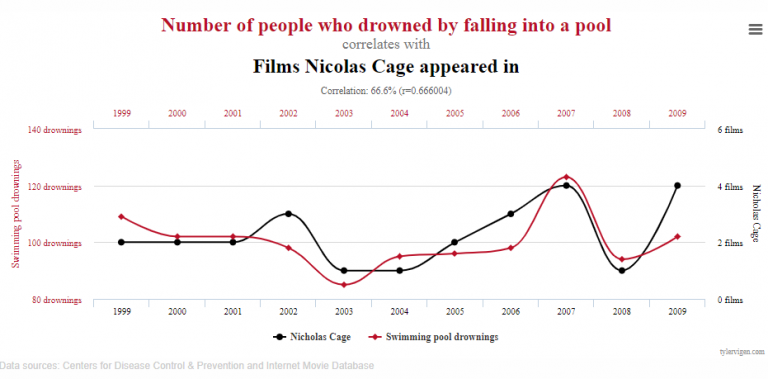 Number of people who drowned by falling into a pool
correlates with
Films Nicolas Cage appeared in
Correlation: 66.6% (r=0.666004)
1999 2000 2001 2002 2003 2004 2005 2006 2007 2008 2009
140 drownings 6 films
120 drownings 4 films
100 drownings 2 films
80 drownings 0 films
Swimming pool drownings
Nicholas Cage
1999 2000 2001 2002 2003 2004 2005 2006 2007 2008 2009
Nicholas Cage Swimming pool drownings
tylervigen.com
Data sources: Centers for Disease Control & Prevention and Internet Movie Database